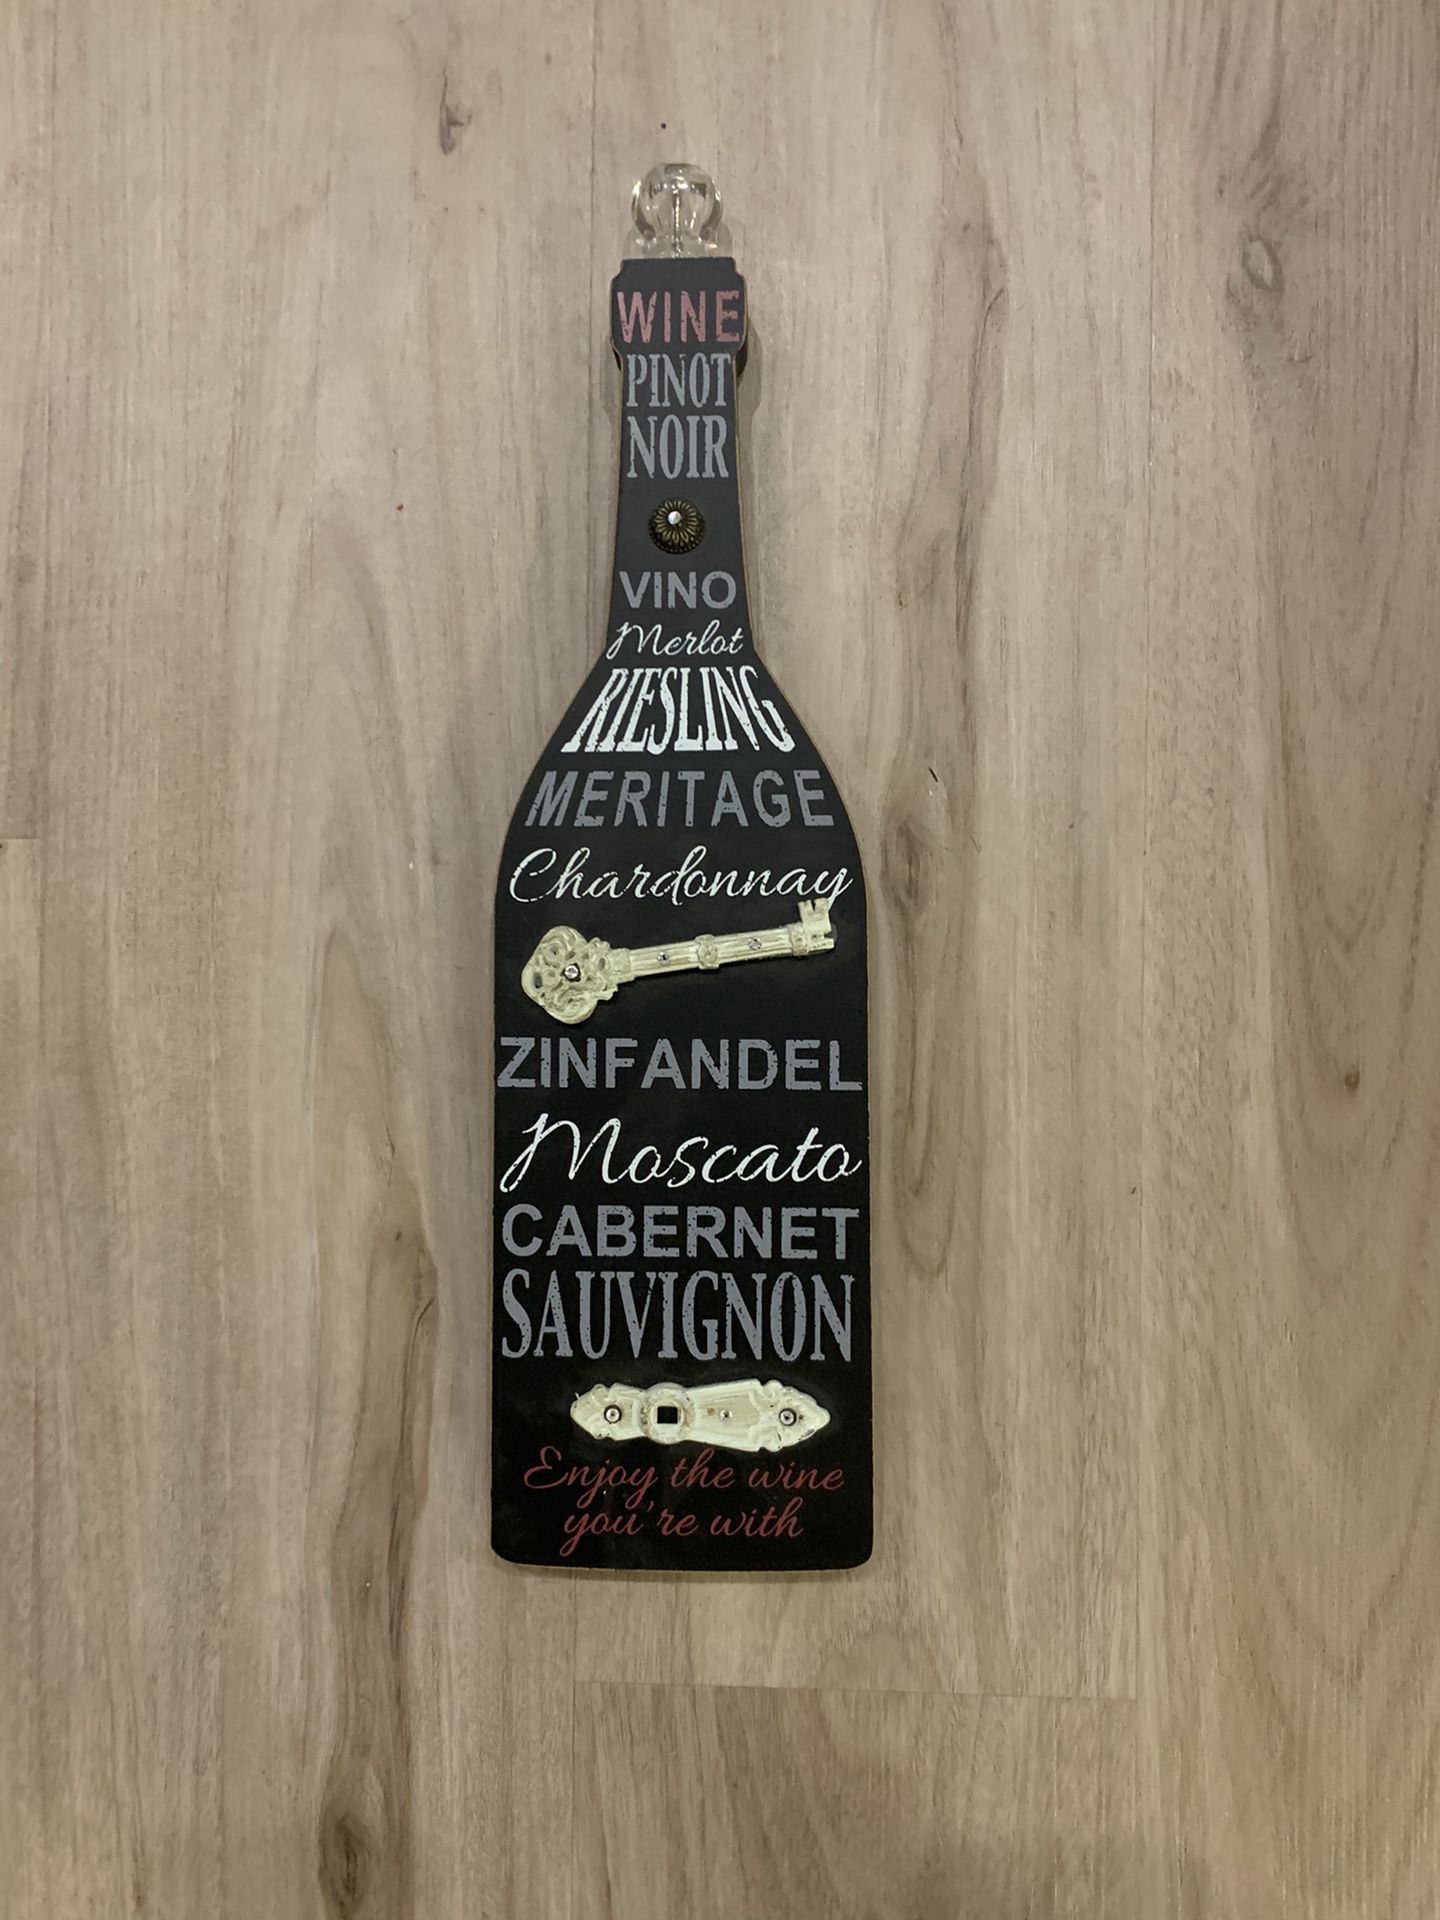 WINE
PINOT
NOIR
VINO
Merlot
RIESLING
MERITAGE
Chardonnay
ZINFANDEL
Moscato
CABERNET
SAUVIGNON
Enjoy the wine
you're with